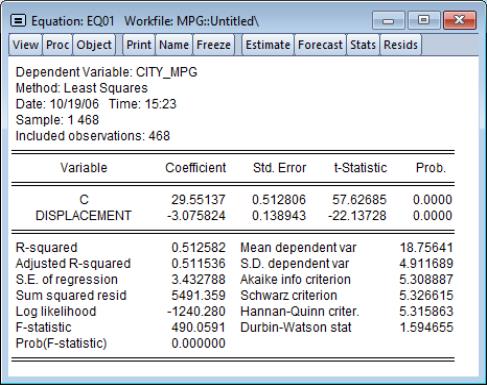 Equation: EQ01 Workfile: MPG::Untitled\
View Proc Object Print Name Freeze Estimate Forecast Stats Resids
Dependent Variable: CITY_MPG
Method: Least Squares
Date: 10/19/06 Time: 15:23
Sample: 1 468
Included observations: 468
Variable Coefficient Std. Error t-Statistic Prob.
C 29.55137 0.512806 57.62685 0.0000
DISPLACEMENT -3.075824 0.138943 -22.13728 0.0000
R-squared 0.512582 Mean dependent var 18.75641
Adjusted R-squared 0.511536 S.D. dependent var 4.911689
S.E. of regression 3.432788 Akaike info criterion 5.308887
Sum squared resid 5491.359 Schwarz criterion 5.326615
Log likelihood -1240.280 Hannan-Quinn criter. 5.315863
F-statistic 490.0591 Durbin-Watson stat 1.594655
Prob(F-statistic) 0.000000